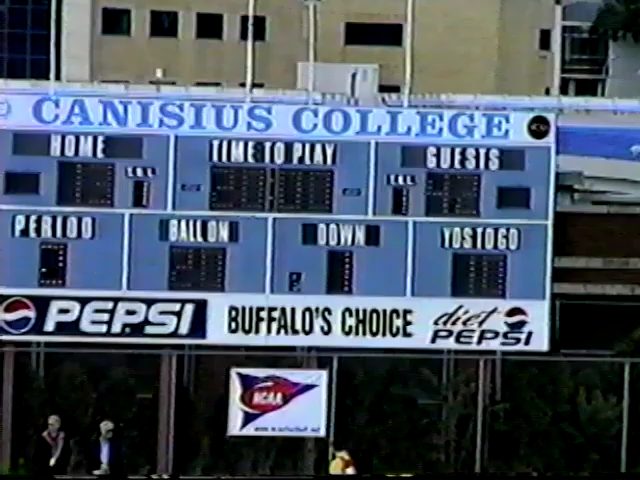 CANISIUS COLLEGE
HOME TIME TO PLAY GUESTS
T.O.L. T.O.L.
PERIOD BALL ON DOWN YDS TO GO
PEPSI BUFFALO'S CHOICE diet PEPSI
NCAA